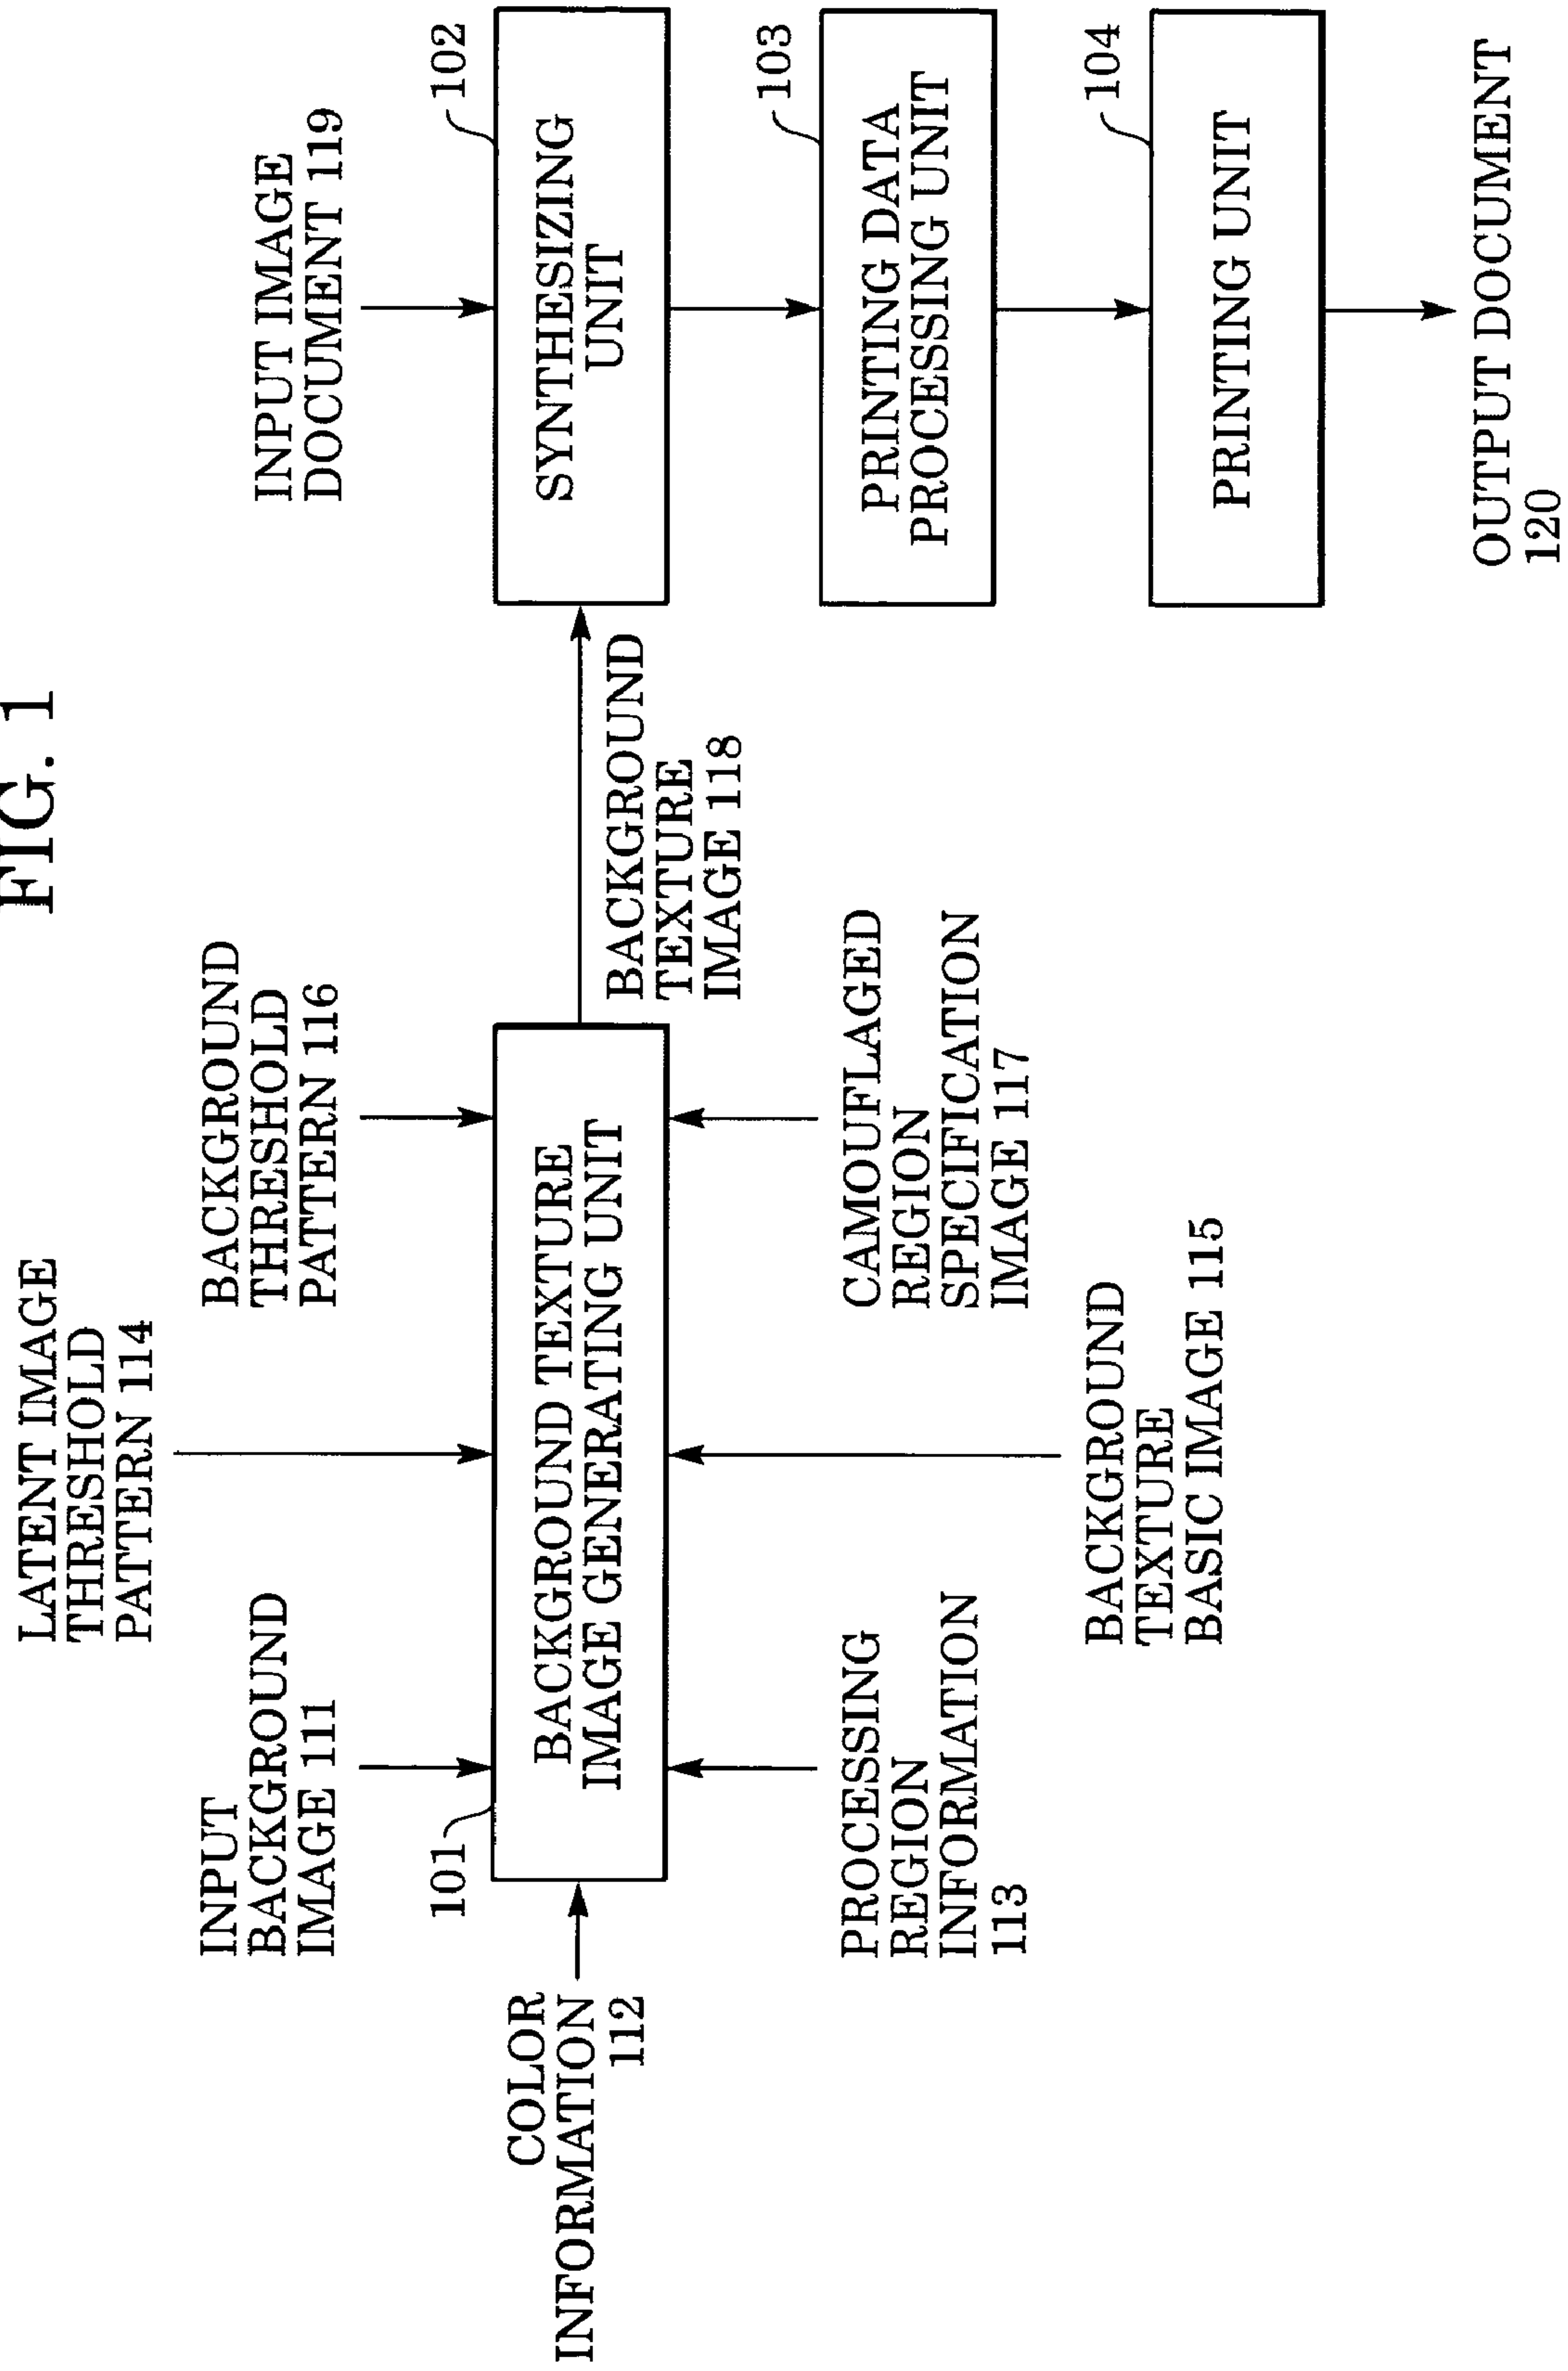 FIG. 1
LATENT IMAGE
THRESHOLD
PATTERN 114
INPUT
BACKGROUND
IMAGE 111
BACKGROUND
THRESHOLD
PATTERN 116
INPUT IMAGE
DOCUMENT 119
101
102
COLOR
INFORMATION
112
BACKGROUND TEXTURE
IMAGE GENERATING UNIT
BACKGROUND
TEXTURE
IMAGE 118
SYNTHESIZING
UNIT
103
PRINTING DATA
PROCESSING UNIT
PROCESSING
REGION
INFORMATION
113
CAMOUFLAGED
REGION
SPECIFICATION
IMAGE 117
BACKGROUND
TEXTURE
BASIC IMAGE 115
104
PRINTING UNIT
OUTPUT DOCUMENT
120